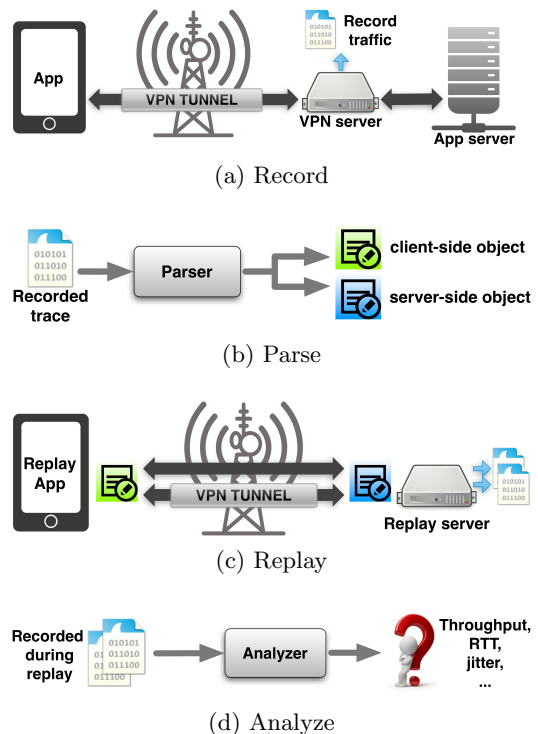 App
VPN TUNNEL
010101
011010
011100
Record
traffic
VPN server
App server
(a) Record
010101
011010
011100
Recorded
trace
Parser
client-side object
server-side object
(b) Parse
Replay
App
VPN TUNNEL
Replay server
010101
011010
011100
(c) Replay
Recorded
during
replay
010101
011010
011100
Analyzer
Throughput,
RTT,
jitter,
...
(d) Analyze